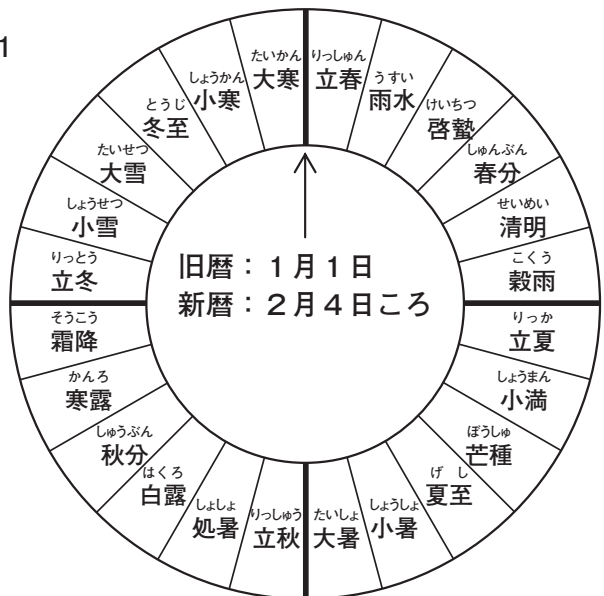 1
りっしゅん
立春
うすい
雨水
けいちつ
啓蟄
しゅんぶん
春分
せいめい
清明
こくう
穀雨
りっか
立夏
しょうまん
小満
ぼうしゅ
芒種
げし
夏至
しょうしょ
小暑
たいしょ
大暑
りっしゅう
立秋
しょしょ
処暑
はくろ
白露
しゅうぶん
秋分
かんろ
寒露
そうこう
霜降
りっとう
立冬
しょうせつ
小雪
たいせつ
大雪
とうじ
冬至
しょうかん
小寒
たいかん
大寒
旧暦：１月１日
新暦：２月４日ころ